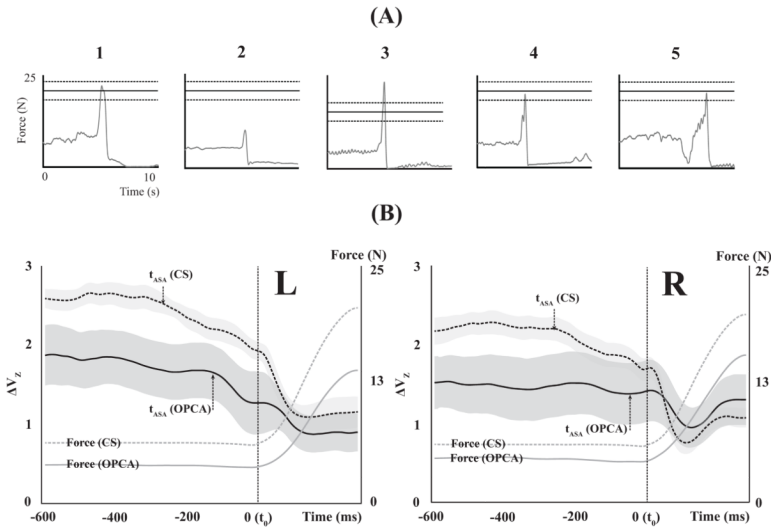 (A)
1 2 3 4 5
25
Force (N)
0 10
Time (s)
(B)
3 Force (N) 25 3 Force (N) 25
t_ASA (CS) L t_ASA (CS) R
2 2
ΔV_Z 13 ΔV_Z 13
t_ASA (OPCA) t_ASA (OPCA)
1 1
Force (CS) Force (CS)
Force (OPCA) Force (OPCA)
0 0 0 0
-600 -400 -200 0 (t_0) Time (ms) -600 -400 -200 0 (t_0) Time (ms)